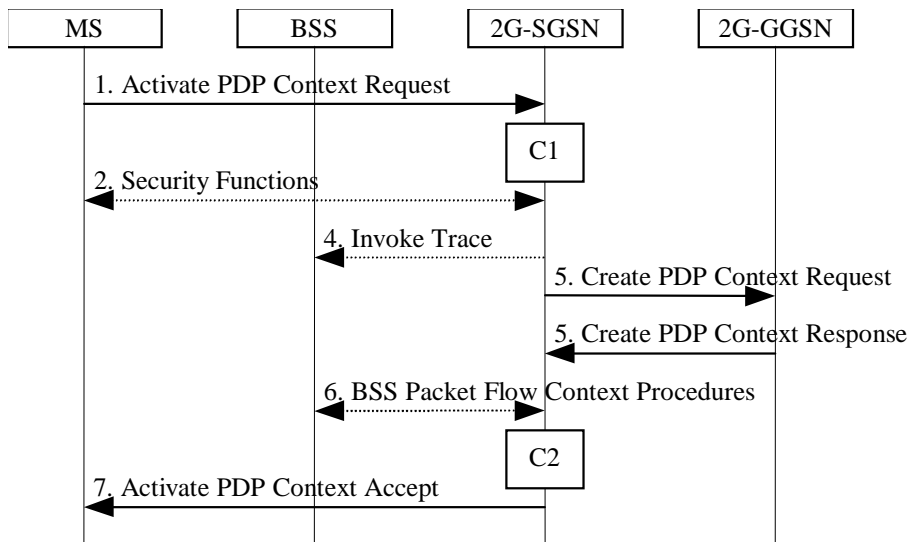 MS
BSS
2G-SGSN
2G-GGSN
1. Activate PDP Context Request
C1
2. Security Functions
4. Invoke Trace
5. Create PDP Context Request
5. Create PDP Context Response
6. BSS Packet Flow Context Procedures
C2
7. Activate PDP Context Accept